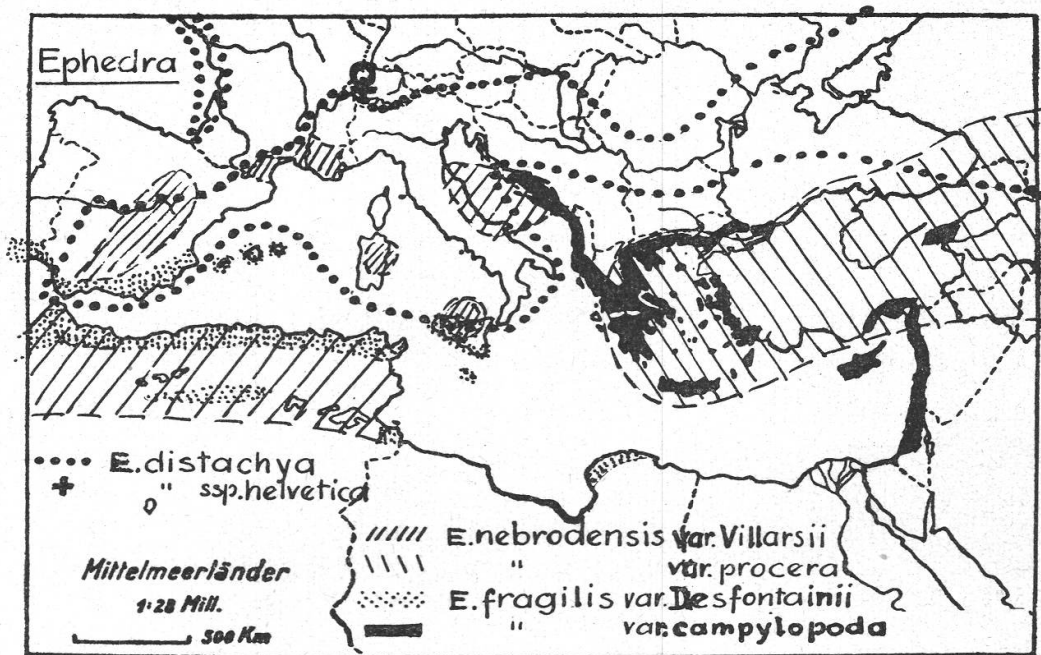 Ephedra
E. distachya
" ssp. helvetica
E. nebrodensis var. Villarsii
" var. procera
E. fragilis var. Desfontainii
" var. campylopoda
Mittelmeerländer
1:28 Mill.
500 Km